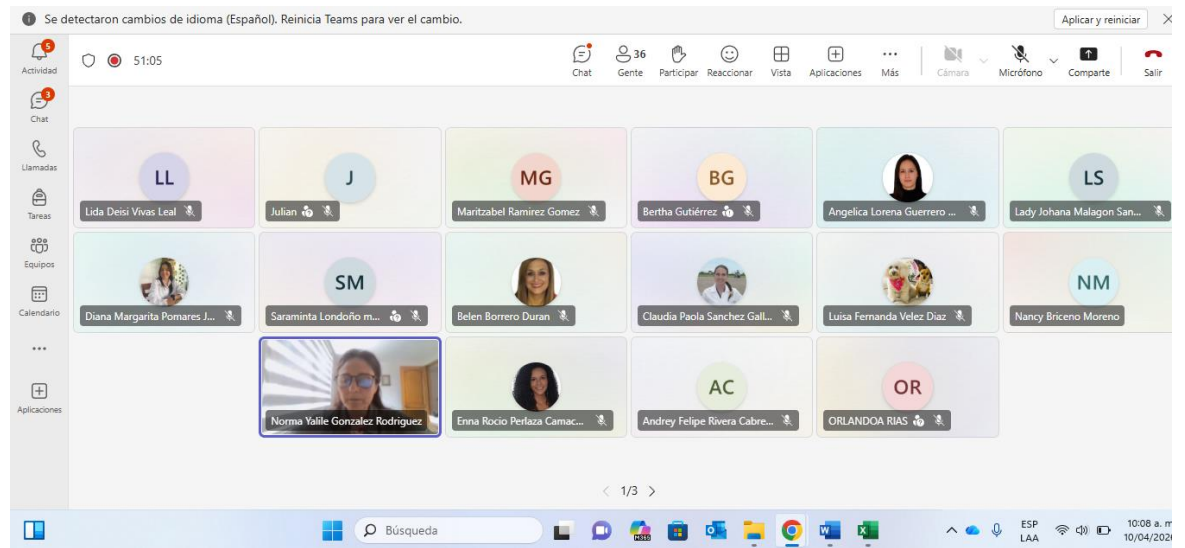 Se detectaron cambios de idioma (Español). Reinicia Teams para ver el cambio.
Aplicar y reiniciar
5
Actividad
51:05
Chat
36
Gente
Participar
Reaccionar
Vista
Aplicaciones
Más
Cámara
Micrófono
Comparte
Salir
3
Chat
Llamadas
Tareas
Equipos
Calendario
Aplicaciones
LL
Lida Deisi Vivas Leal
J
Julian
MG
Maritzabel Ramirez Gomez
BG
Bertha Gutiérrez
Angelica Lorena Guerrero ...
LS
Lady Johana Malagon San...
Diana Margarita Pomares J...
SM
Saraminta Londoño m...
Belen Borrero Duran
Claudia Paola Sanchez Gall...
Luisa Fernanda Velez Diaz
NM
Nancy Briceno Moreno
Norma Yalile Gonzalez Rodriguez
Enna Rocio Perlaza Camac...
AC
Andrey Felipe Rivera Cabre...
OR
ORLANDOA RIAS
1/3
Búsqueda
M365
ESP
LAA
10:08 a. m
10/04/202